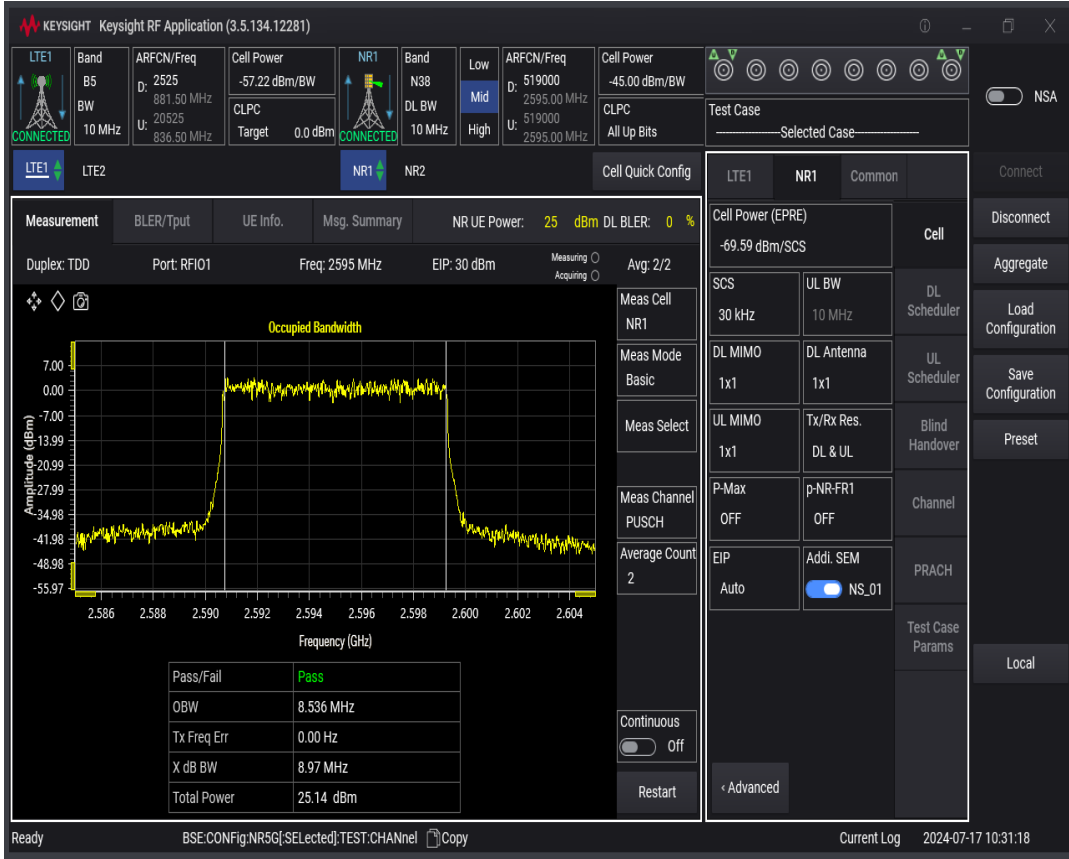 KEYSIGHT Keysight RF Application (3.5.134.12281)
LTE1
CONNECTED
Band
B5
BW
10 MHz
ARFCN/Freq
D: 2525
881.50 MHz
U: 20525
836.50 MHz
Cell Power
-57.22 dBm/BW
CLPC
Target 0.0 dBm
NR1
CONNECTED
Band
N38
DL BW
10 MHz
Low
Mid
High
ARFCN/Freq
D: 519000
2595.00 MHz
U: 519000
2595.00 MHz
Cell Power
-45.00 dBm/BW
CLPC
All Up Bits
A V A V
Test Case
---------------Selected Case---------------
NSA
LTE1 LTE2 NR1 NR2 Cell Quick Config
Measurement BLER/Tput UE Info. Msg. Summary NR UE Power: 25 dBm DL BLER: 0 %
Duplex: TDD Port: RFIO1 Freq: 2595 MHz EIP: 30 dBm Measuring Acquiring Avg: 2/2
Occupied Bandwidth
Amplitude (dBm)
7.00
0.00
-7.00
-13.99
-20.99
-27.99
-34.98
-41.98
-48.98
-55.97
2.586 2.588 2.590 2.592 2.594 2.596 2.598 2.600 2.602 2.604
Frequency (GHz)
Pass/Fail Pass
OBW 8.536 MHz
Tx Freq Err 0.00 Hz
X dB BW 8.97 MHz
Total Power 25.14 dBm
Meas Cell
NR1
Meas Mode
Basic
Meas Select
Meas Channel
PUSCH
Average Count
2
Continuous
Off
Restart
LTE1 NR1 Common
Cell Power (EPRE)
-69.59 dBm/SCS
SCS
30 kHz
UL BW
10 MHz
DL MIMO
1x1
DL Antenna
1x1
UL MIMO
1x1
Tx/Rx Res.
DL & UL
P-Max
OFF
p-NR-FR1
OFF
EIP
Auto
Addi. SEM
NS_01
‹ Advanced
Cell
DL
Scheduler
UL
Scheduler
Blind
Handover
Channel
PRACH
Test Case
Params
Connect
Disconnect
Aggregate
Load
Configuration
Save
Configuration
Preset
Local
Ready BSE:CONFig:NR5G[:SELected]:TEST:CHANnel Copy Current Log 2024-07-17 10:31:18